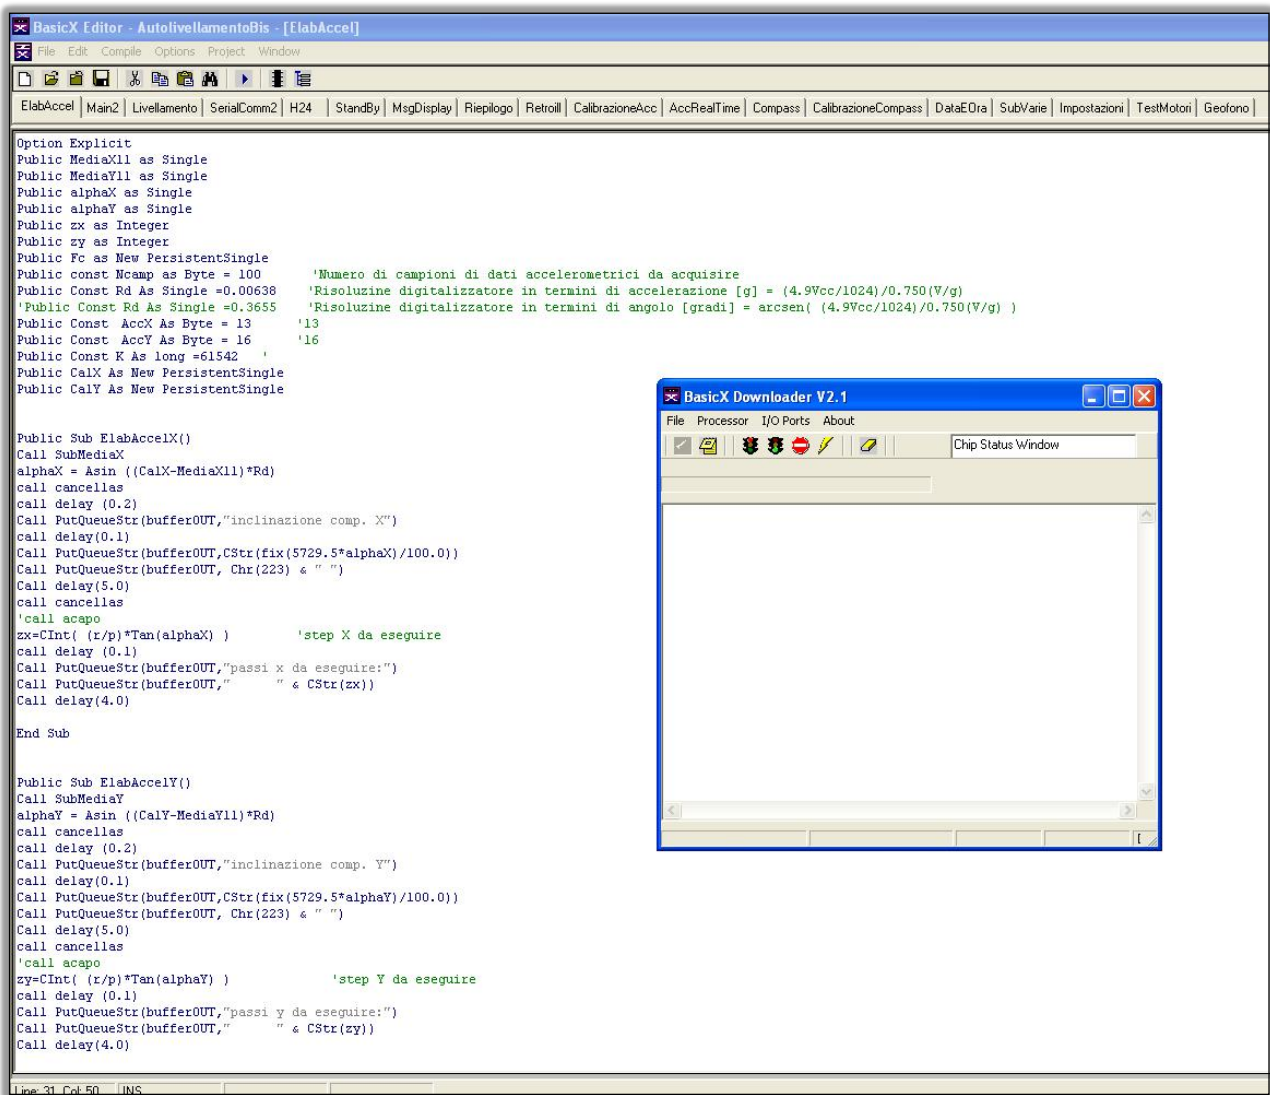 BasicX Editor - AutolivellamentoBis - [ElabAccel]
File Edit Compile Options Project Window
ElabAccel Main2 Livellamento SerialComm2 H24 StandBy MsgDisplay Riepilogo Retroill CalibrazioneAcc AccRealTime Compass CalibrazioneCompass DataEOra SubVarie Impostazioni TestMotori Geofono
Option Explicit
Public MediaX11 as Single
Public MediaY11 as Single
Public alphaX as Single
Public alphaY as Single
Public zx as Integer
Public zy as Integer
Public Fc as New PersistentSingle
Public const Ncamp as Byte = 100 'Numero di campioni di dati accelerometrici da acquisire
Public Const Rd As Single =0.00638 'Risoluzine digitalizzatore in termini di accelerazione [g] = (4.9Vcc/1024)/0.750(V/g)
'Public Const Rd As Single =0.3655 'Risoluzine digitalizzatore in termini di angolo [gradi] = arcsen( (4.9Vcc/1024)/0.750(V/g) )
Public Const AccX As Byte = 13 '13
Public Const AccY As Byte = 16 '16
Public Const K As long =61542 '
Public CalX As New PersistentSingle
Public CalY As New PersistentSingle
Public Sub ElabAccelX()
Call SubMediaX
alphaX = Asin ((CalX-MediaX11)*Rd)
call cancellas
call delay (0.2)
Call PutQueueStr(bufferOUT,"inclinazione comp. X")
call delay(0.1)
Call PutQueueStr(bufferOUT,CStr(fix(5729.5*alphaX)/100.0))
Call PutQueueStr(bufferOUT, Chr(223) & " ")
Call delay(5.0)
call cancellas
'call acapo
zx=CInt( (r/p)*Tan(alphaX) ) 'step X da eseguire
call delay (0.1)
Call PutQueueStr(bufferOUT,"passi x da eseguire:")
Call PutQueueStr(bufferOUT,"      " & CStr(zx))
Call delay(4.0)
End Sub
Public Sub ElabAccelY()
Call SubMediaY
alphaY = Asin ((CalY-MediaY11)*Rd)
call cancellas
call delay (0.2)
Call PutQueueStr(bufferOUT,"inclinazione comp. Y")
call delay(0.1)
Call PutQueueStr(bufferOUT,CStr(fix(5729.5*alphaY)/100.0))
Call PutQueueStr(bufferOUT, Chr(223) & " ")
Call delay(5.0)
call cancellas
'call acapo
zy=CInt( (r/p)*Tan(alphaY) ) 'step Y da eseguire
call delay (0.1)
Call PutQueueStr(bufferOUT,"passi y da eseguire:")
Call PutQueueStr(bufferOUT,"      " & CStr(zy))
Call delay(4.0)
Line: 31 Col: 50 INS
BasicX Downloader V2.1
File Processor I/O Ports About
Chip Status Window
[